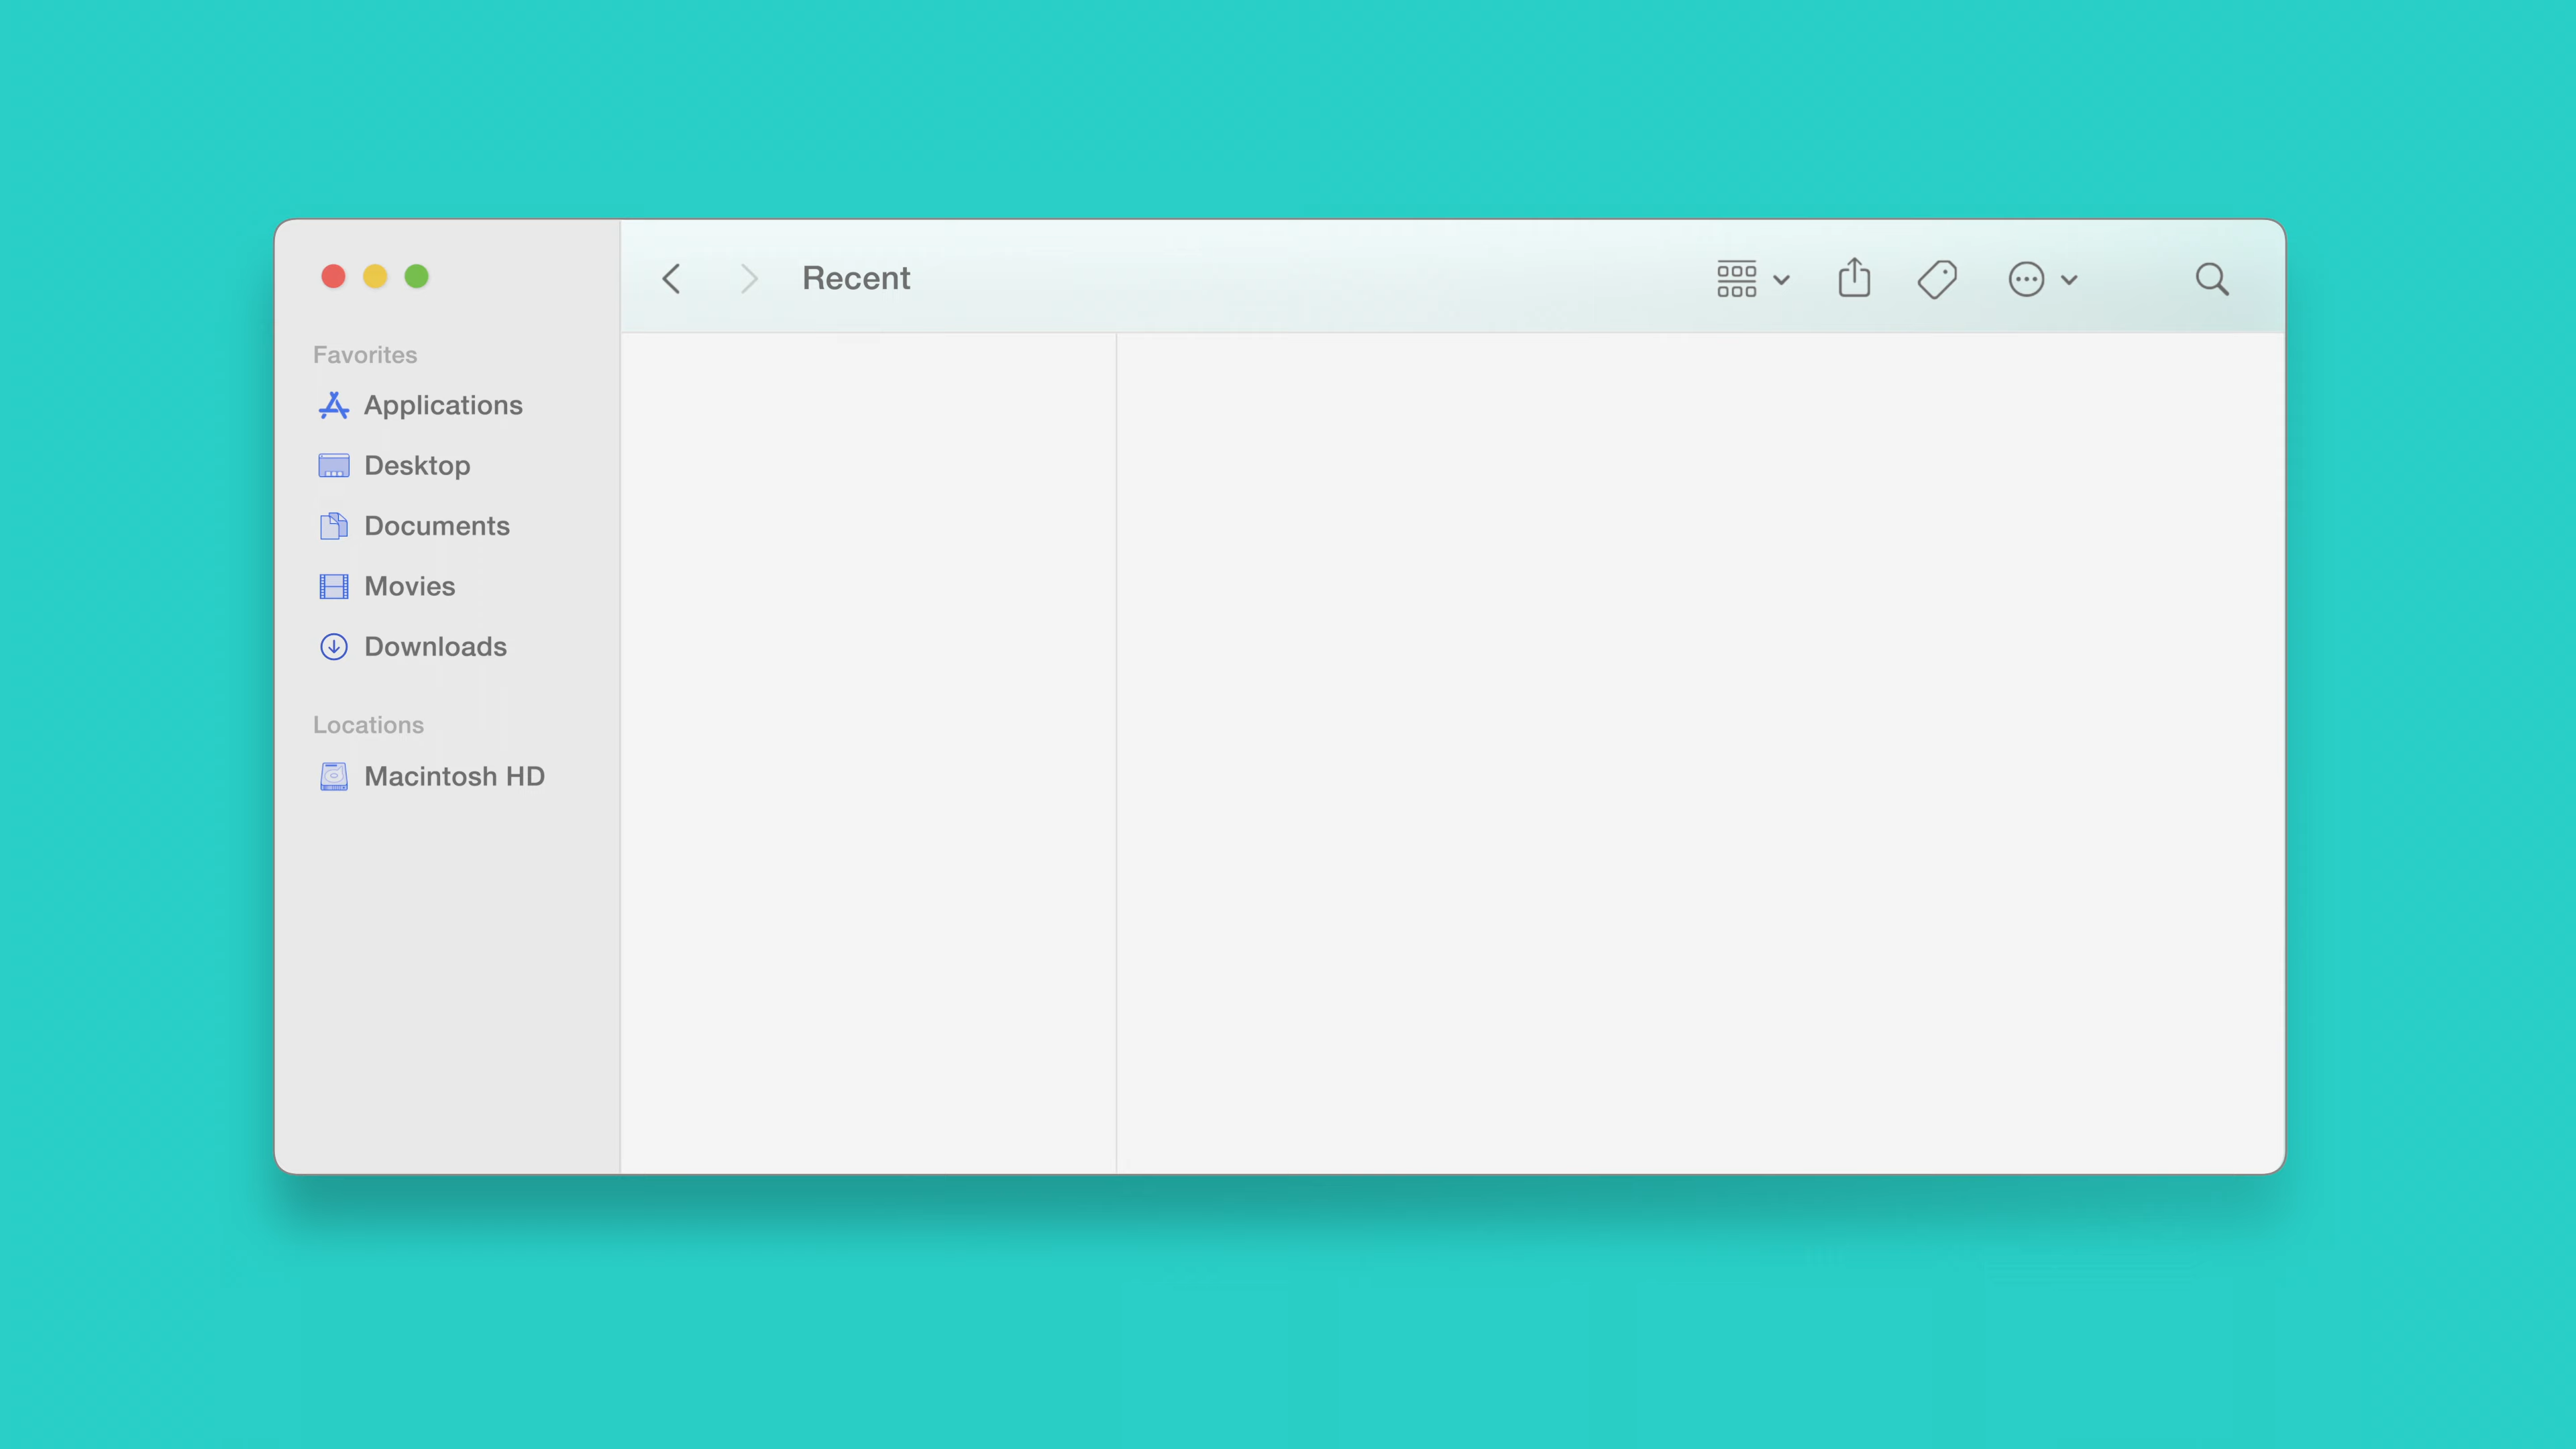 Recent
Favorites
Applications
Desktop
Documents
Movies
Downloads
Locations
Macintosh HD